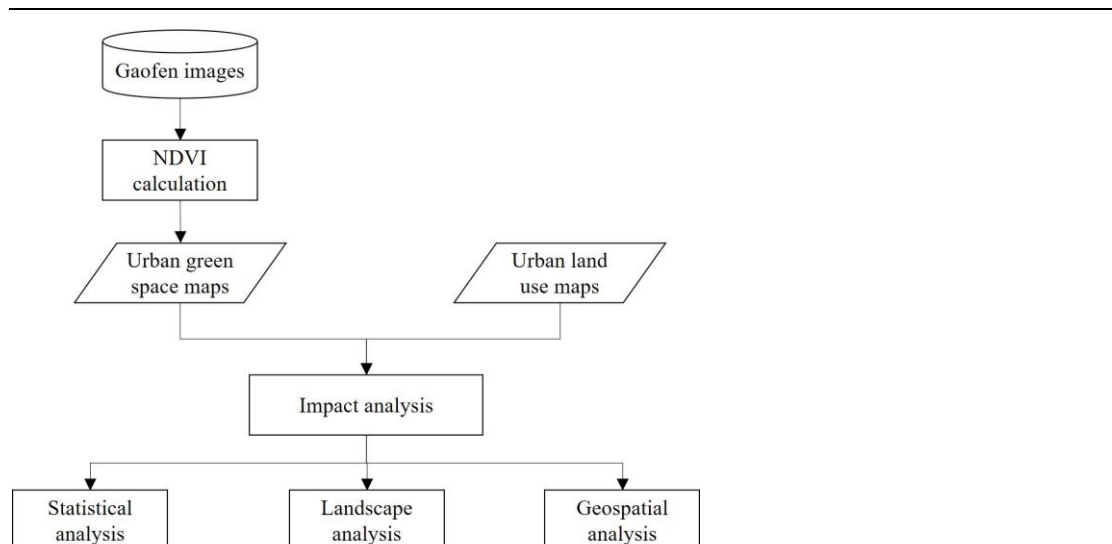 Gaofen images
NDVI
calculation
Urban green
space maps
Urban land
use maps
Impact analysis
Statistical
analysis
Landscape
analysis
Geospatial
analysis